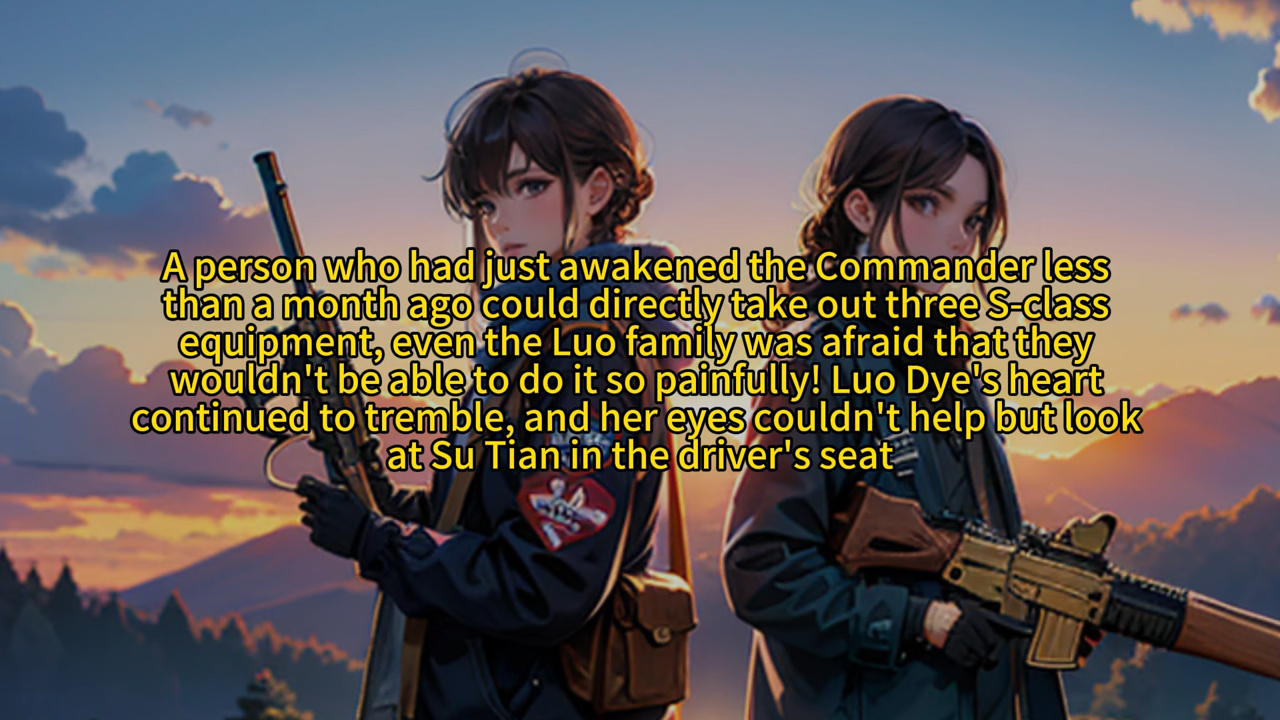 A person who had just awakened the Commander less
than a month ago could directly take out three S-class
equipment, even the Luo family was afraid that they
wouldn't be able to do it so painfully! Luo Dye's heart
continued to tremble, and her eyes couldn't help but look
at Su Tian in the driver's seat